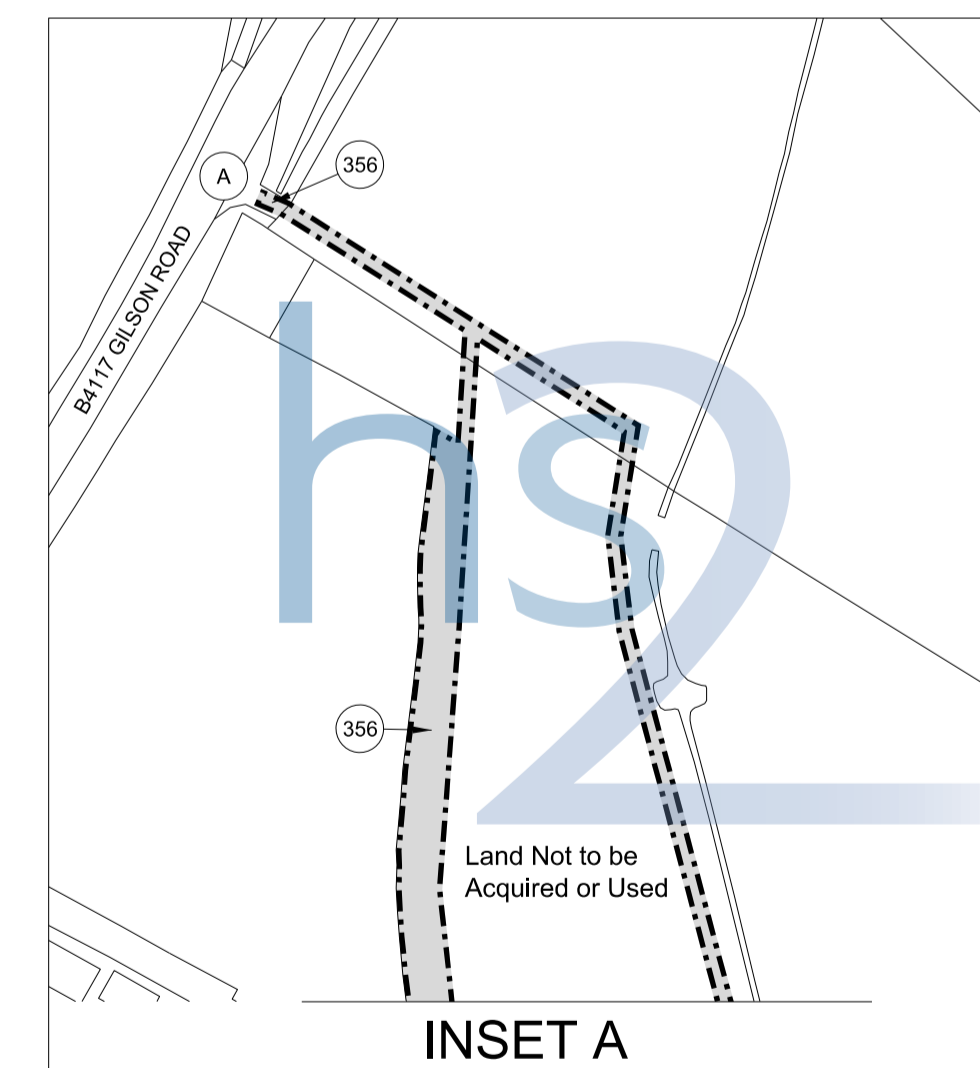 356
A
B4117 GILSON ROAD
hs2
356
Land Not to be
Acquired or Used
INSET A